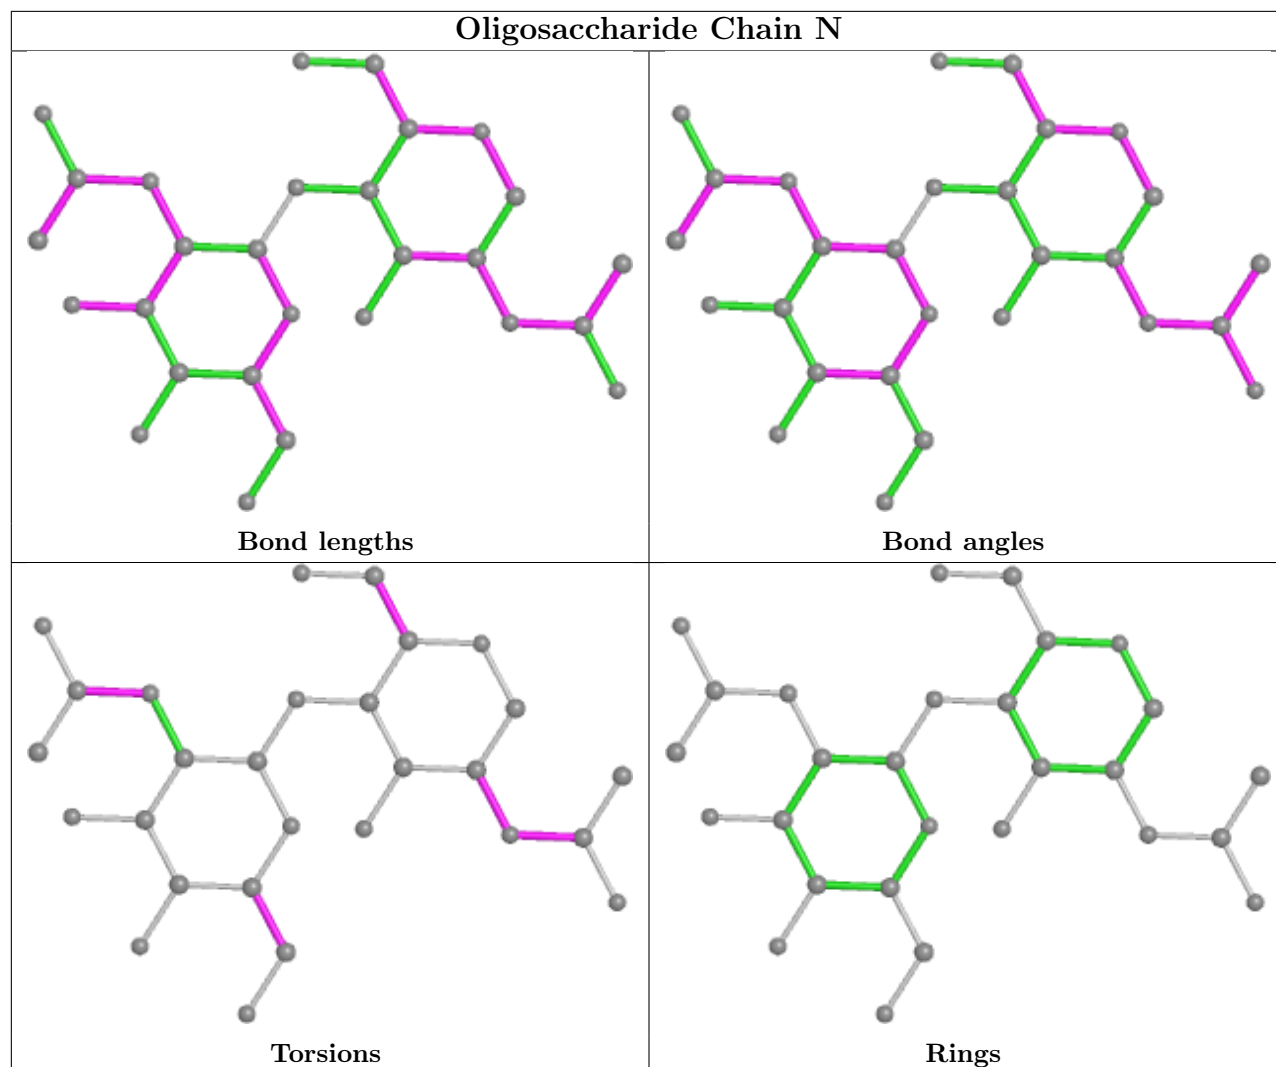 Oligosaccharide Chain N
Bond lengths
Bond angles
Torsions
Rings